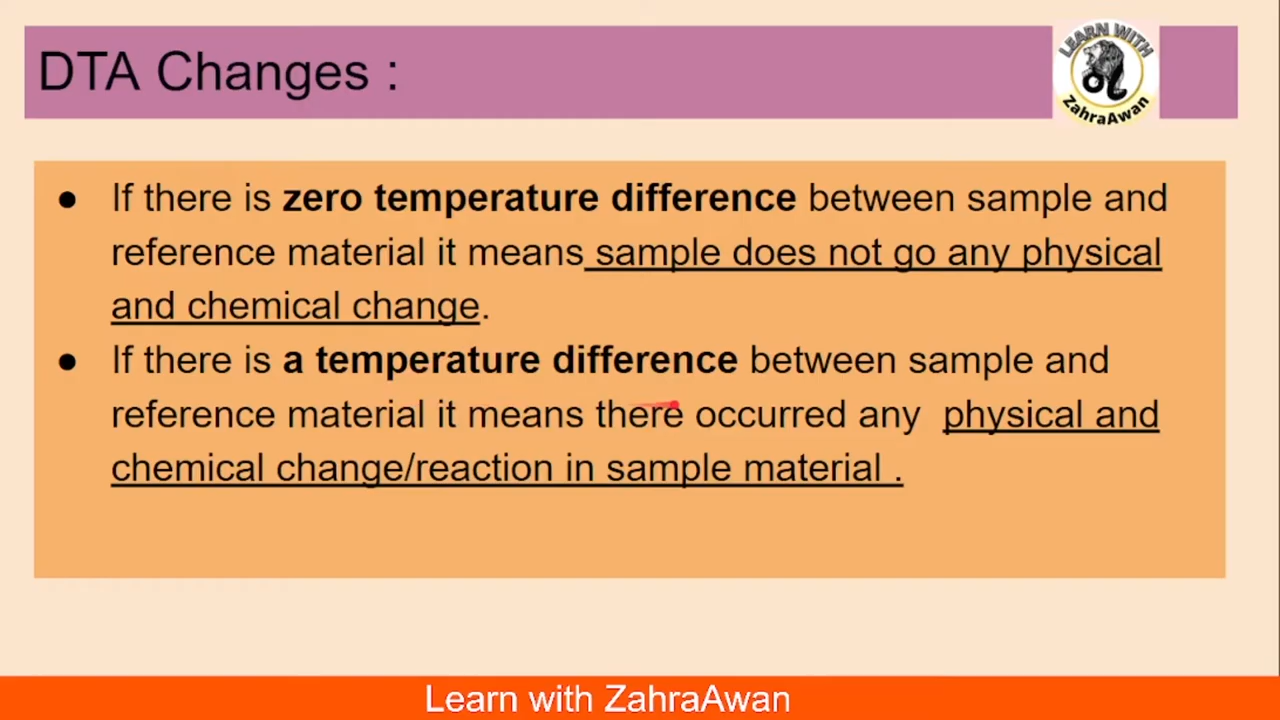 DTA Changes :
LEARN WITH
ZahraAwan
● If there is zero temperature difference between sample and
reference material it means sample does not go any physical
and chemical change.
● If there is a temperature difference between sample and
reference material it means there occurred any physical and
chemical change/reaction in sample material .
Learn with ZahraAwan